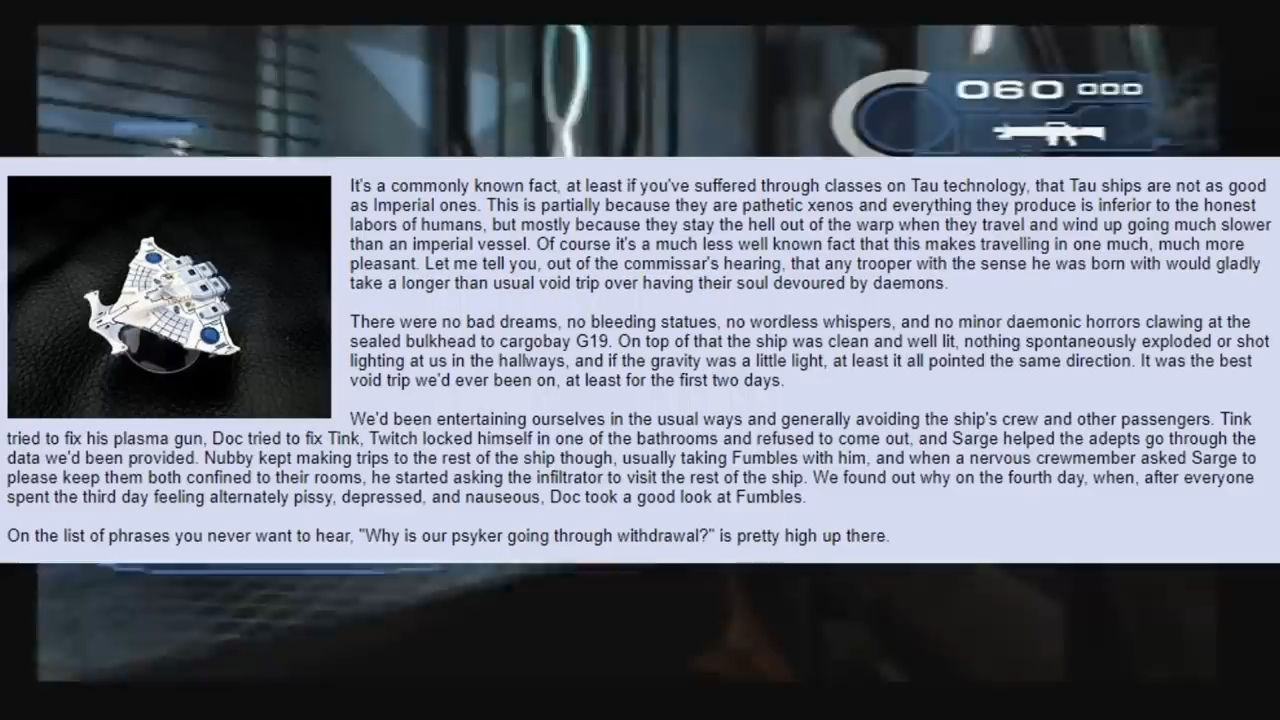 060 000
It's a commonly known fact, at least if you've suffered through classes on Tau technology, that Tau ships are not as good
as Imperial ones. This is partially because they are pathetic xenos and everything they produce is inferior to the honest
labors of humans, but mostly because they stay the hell out of the warp when they travel and wind up going much slower
than an imperial vessel. Of course it's a much less well known fact that this makes travelling in one much, much more
pleasant. Let me tell you, out of the commissar's hearing, that any trooper with the sense he was born with would gladly
take a longer than usual void trip over having their soul devoured by daemons.
There were no bad dreams, no bleeding statues, no wordless whispers, and no minor daemonic horrors clawing at the
sealed bulkhead to cargobay G19. On top of that the ship was clean and well lit, nothing spontaneously exploded or shot
lighting at us in the hallways, and if the gravity was a little light, at least it all pointed the same direction. It was the best
void trip we'd ever been on, at least for the first two days.
We'd been entertaining ourselves in the usual ways and generally avoiding the ship's crew and other passengers. Tink
tried to fix his plasma gun, Doc tried to fix Tink, Twitch locked himself in one of the bathrooms and refused to come out, and Sarge helped the adepts go through the
data we'd been provided. Nubby kept making trips to the rest of the ship though, usually taking Fumbles with him, and when a nervous crewmember asked Sarge to
please keep them both confined to their rooms, he started asking the infiltrator to visit the rest of the ship. We found out why on the fourth day, when, after everyone
spent the third day feeling alternately pissy, depressed, and nauseous, Doc took a good look at Fumbles.
On the list of phrases you never want to hear, "Why is our psyker going through withdrawal?" is pretty high up there.